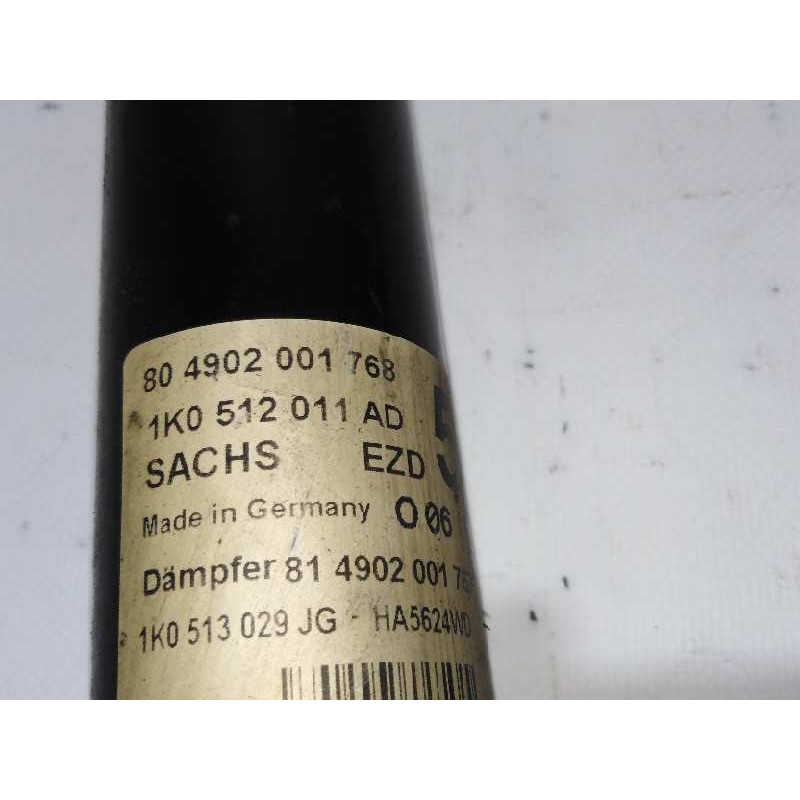 80 4902 001 768
1K0 512 011 AD
SACHS EZD
Made in Germany O 06
Dämpfer 81 4902 001
1K0 513 029 JG - HA5624WD